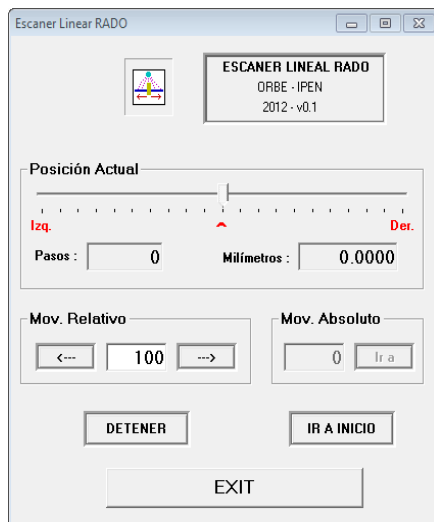 Escaner Linear RADO
ESCANER LINEAL RADO
ORBE - IPEN
2012 - v0.1
Posición Actual
Izq. Der.
Pasos : 0 Milímetros : 0.0000
Mov. Relativo Mov. Absoluto
<--- 100 ---> 0 Ir a
DETENER IR A INICIO
EXIT